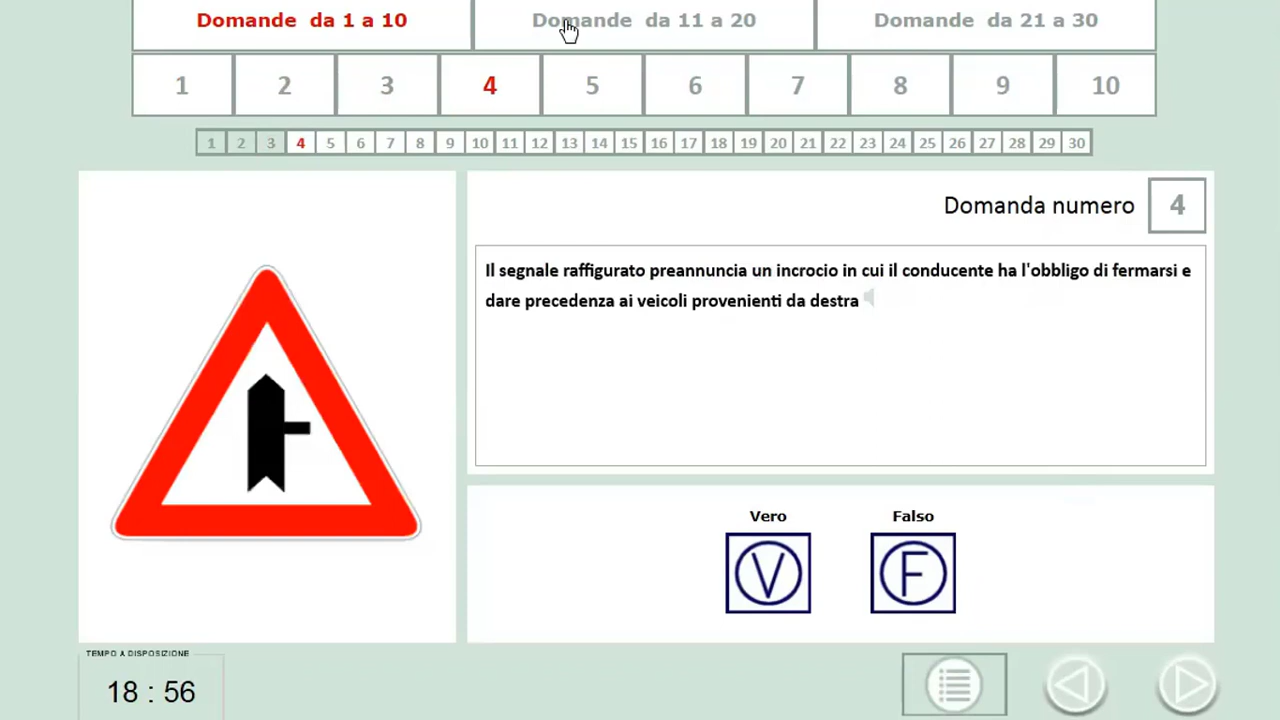 Domande da 1 a 10 Domande da 11 a 20 Domande da 21 a 30
1 2 3 4 5 6 7 8 9 10
1 2 3 4 5 6 7 8 9 10 11 12 13 14 15 16 17 18 19 20 21 22 23 24 25 26 27 28 29 30
Domanda numero 4
Il segnale raffigurato preannuncia un incrocio in cui il conducente ha l'obbligo di fermarsi e
dare precedenza ai veicoli provenienti da destra
Vero Falso
V F
TEMPO A DISPOSIZIONE
18 : 56